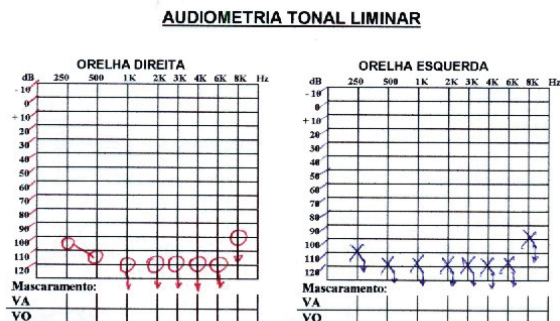 AUDIOMETRIA TONAL LIMINAR
ORELHA DIREITA
dB 250 500 1K 2K 3K 4K 6K 8K Hz
- 10
0
+ 10
20
30
40
50
60
70
80
90
100
110
120
Mascaramento:
VA
VO
ORELHA ESQUERDA
dB 250 500 1K 2K 3K 4K 6K 8K Hz
- 10
0
+ 10
20
30
40
50
60
70
80
90
100
110
120
Mascaramento:
VA
VO